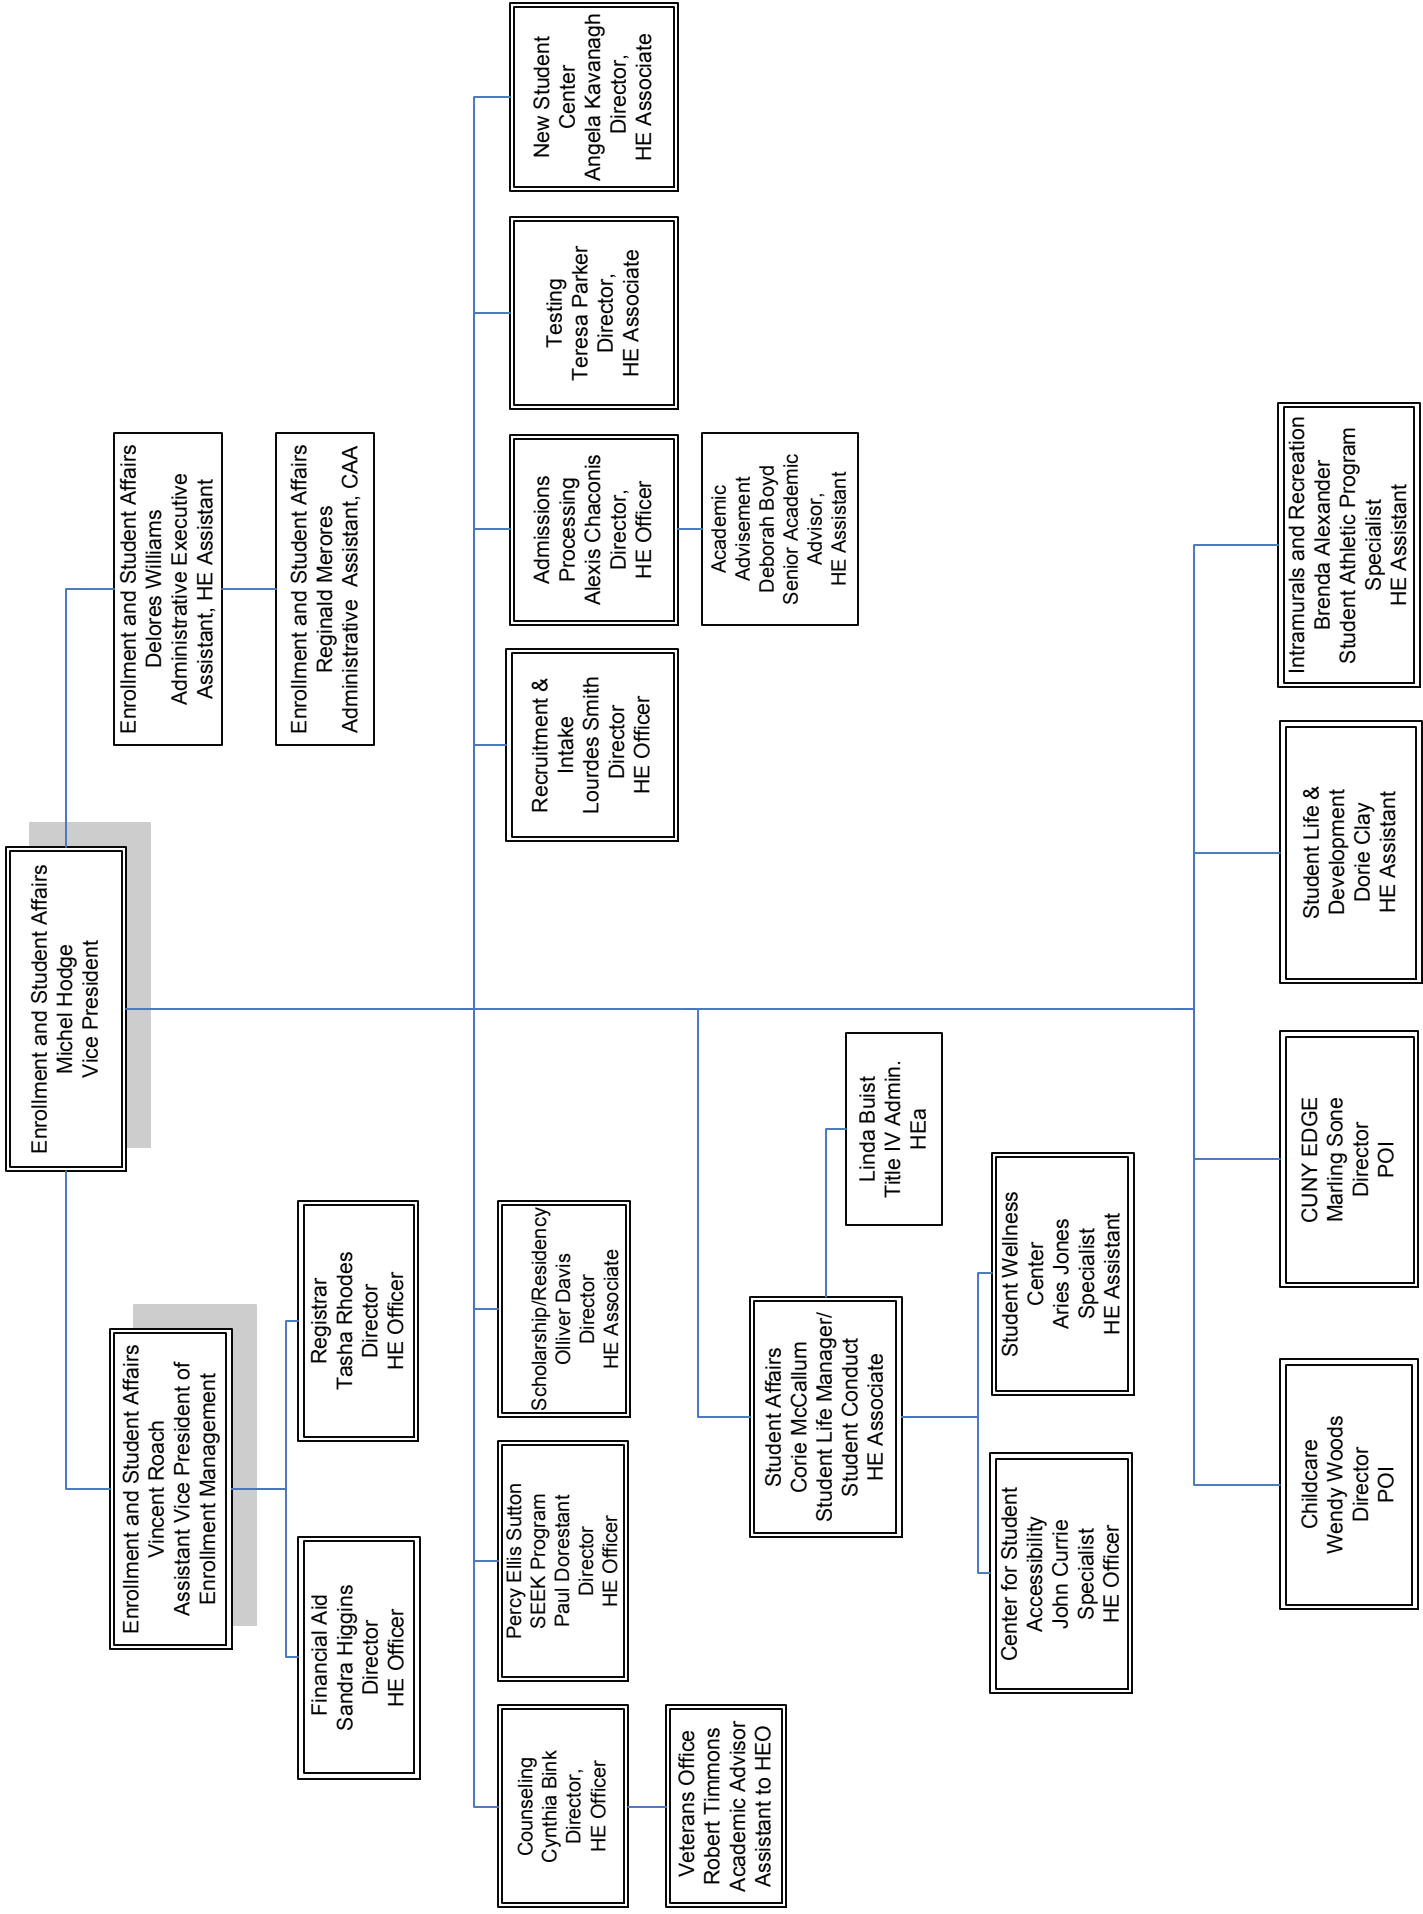 Enrollment and Student Affairs
Michel Hodge
Vice President
Enrollment and Student Affairs
Vincent Roach
Assistant Vice President of
Enrollment Management
Enrollment and Student Affairs
Delores Williams
Administrative Executive
Assistant, HE Assistant
Enrollment and Student Affairs
Reginald Merores
Administrative  Assistant, CAA
Financial Aid
Sandra Higgins
Director
HE Officer
Registrar
Tasha Rhodes
Director
HE Officer
Counseling
Cynthia Bink
Director,
HE Officer
Percy Ellis Sutton
SEEK Program
Paul Dorestant
Director
HE Officer
Scholarship/Residency
Olliver Davis
Director
HE Associate
Recruitment &
Intake
Lourdes Smith
Director
HE Officer
Admissions
Processing
Alexis Chaconis
Director,
HE Officer
Testing
Teresa Parker
Director,
HE Associate
New Student
Center
Angela Kavanagh
Director,
HE Associate
Veterans Office
Robert Timmons
Academic Advisor
Assistant to HEO
Academic
Advisement
Deborah Boyd
Senior Academic
Advisor,
HE Assistant
Student Affairs
Corie McCallum
Student Life Manager/
Student Conduct
HE Associate
Linda Buist
Title IV Admin.
HEa
Center for Student
Accessibility
John Currie
Specialist
HE Officer
Student Wellness
Center
Aries Jones
Specialist
HE Assistant
Childcare
Wendy Woods
Director
POI
CUNY EDGE
Marling Sone
Director
POI
Student Life &
Development
Dorie Clay
HE Assistant
Intramurals and Recreation
Brenda Alexander
Student Athletic Program
Specialist
HE Assistant